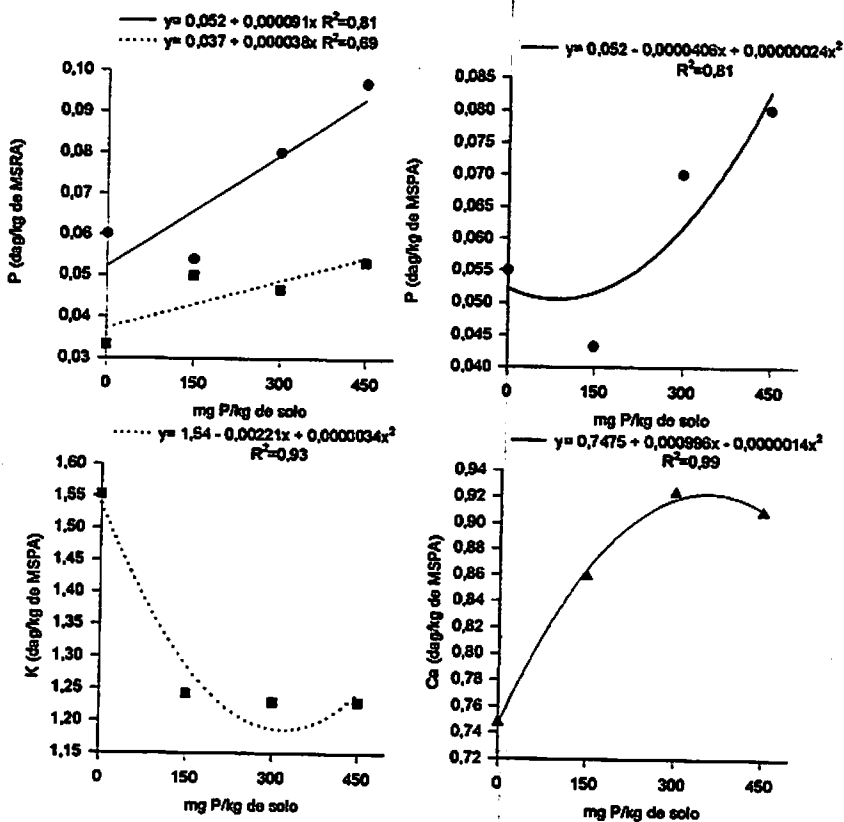 y= 0,052 + 0,000091x R²=0,81
y= 0,037 + 0,000038x R²=0,69
P (dag/kg de MSRA)
0,10
0,09
0,08
0,07
0,06
0,05
0,04
0,03
0 150 300 450
mg P/kg de solo
y= 0,052 - 0,0000406x + 0,00000024x²
R²=0,81
P (dag/kg de MSPA)
0,085
0,080
0,075
0,070
0,065
0,060
0,055
0,050
0,045
0,040
0 150 300 450
mg P/kg de solo
y= 1,54 - 0,00221x + 0,0000034x²
R²=0,93
K (dag/kg de MSPA)
1,60
1,55
1,50
1,45
1,40
1,35
1,30
1,25
1,20
1,15
0 150 300 450
mg P/kg de solo
y= 0,7475 + 0,000996x - 0,0000014x²
R²=0,99
Ca (dag/kg de MSPA)
0,94
0,92
0,90
0,88
0,86
0,84
0,82
0,80
0,78
0,76
0,74
0,72
0 150 300 450
mg P/kg de solo